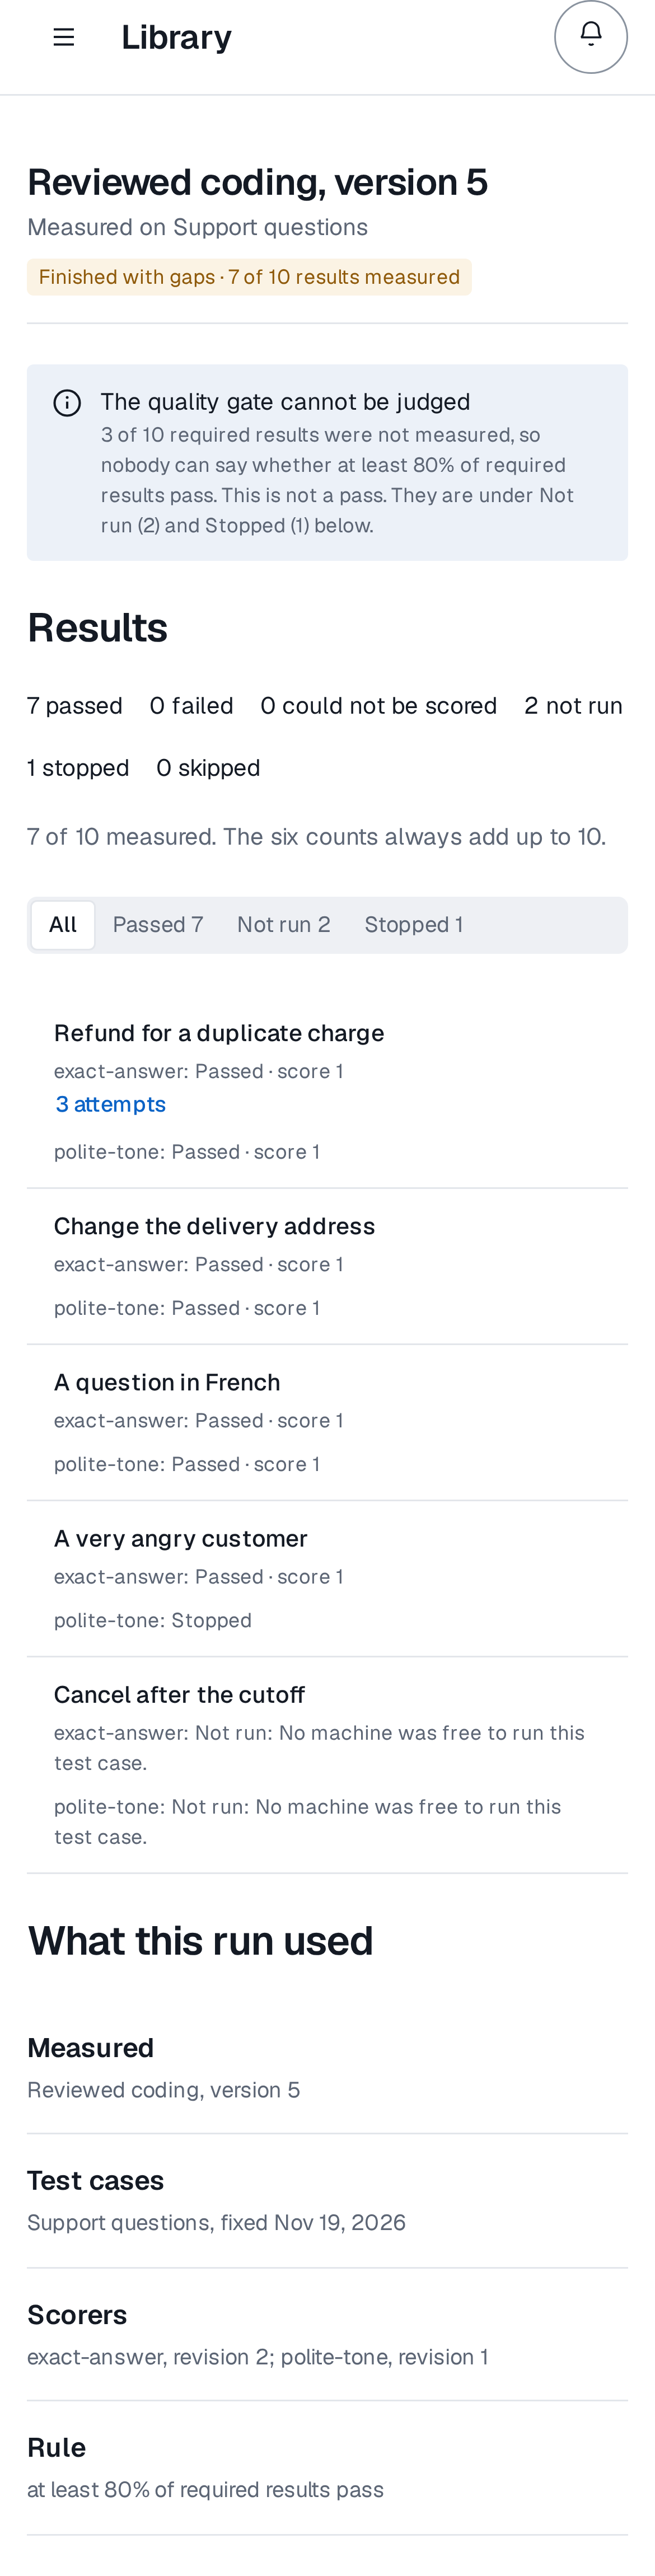 Library
Reviewed coding, version 5
Measured on Support questions
Finished with gaps · 7 of 10 results measured
The quality gate cannot be judged
3 of 10 required results were not measured, so
nobody can say whether at least 80% of required
results pass. This is not a pass. They are under Not
run (2) and Stopped (1) below.
Results
7 passed 0 failed 0 could not be scored 2 not run
1 stopped 0 skipped
7 of 10 measured. The six counts always add up to 10.
All Passed 7 Not run 2 Stopped 1
Refund for a duplicate charge
exact-answer: Passed · score 1
3 attempts
polite-tone: Passed · score 1
Change the delivery address
exact-answer: Passed · score 1
polite-tone: Passed · score 1
A question in French
exact-answer: Passed · score 1
polite-tone: Passed · score 1
A very angry customer
exact-answer: Passed · score 1
polite-tone: Stopped
Cancel after the cutoff
exact-answer: Not run: No machine was free to run this
test case.
polite-tone: Not run: No machine was free to run this
test case.
What this run used
Measured
Reviewed coding, version 5
Test cases
Support questions, fixed Nov 19, 2026
Scorers
exact-answer, revision 2; polite-tone, revision 1
Rule
at least 80% of required results pass